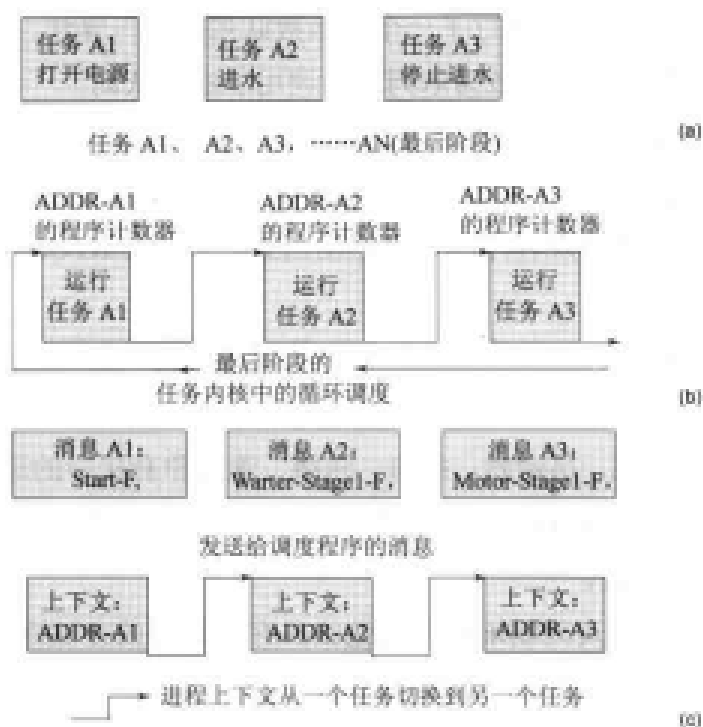 任务 A1 任务 A2 任务 A3
打开电源 进水 停止进水
任务 A1、 A2、A3，……AN(最后阶段)
(a)
ADDR-A1 ADDR-A2 ADDR-A3
的程序计数器 的程序计数器 的程序计数器
运行 运行 运行
任务 A1 任务 A2 任务 A3
最后阶段的
任务内核中的循环调度
(b)
消息 A1： 消息 A2： 消息 A3；
Start-F, Warter-Stage1-F, Motor-Stage1-F,
发送给调度程序的消息
上下文： 上下文： 上下文：
ADDR-A1 ADDR-A2 ADDR-A3
进程上下文从一个任务切换到另一个任务
(c)